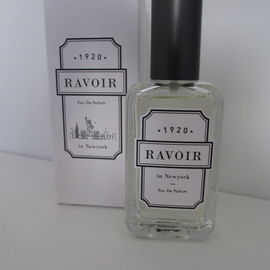 ·1920·
RAVOIR
Eau De Parfum
in Newyork
·1920·
RAVOIR
in Newyork
Eau De Parfum